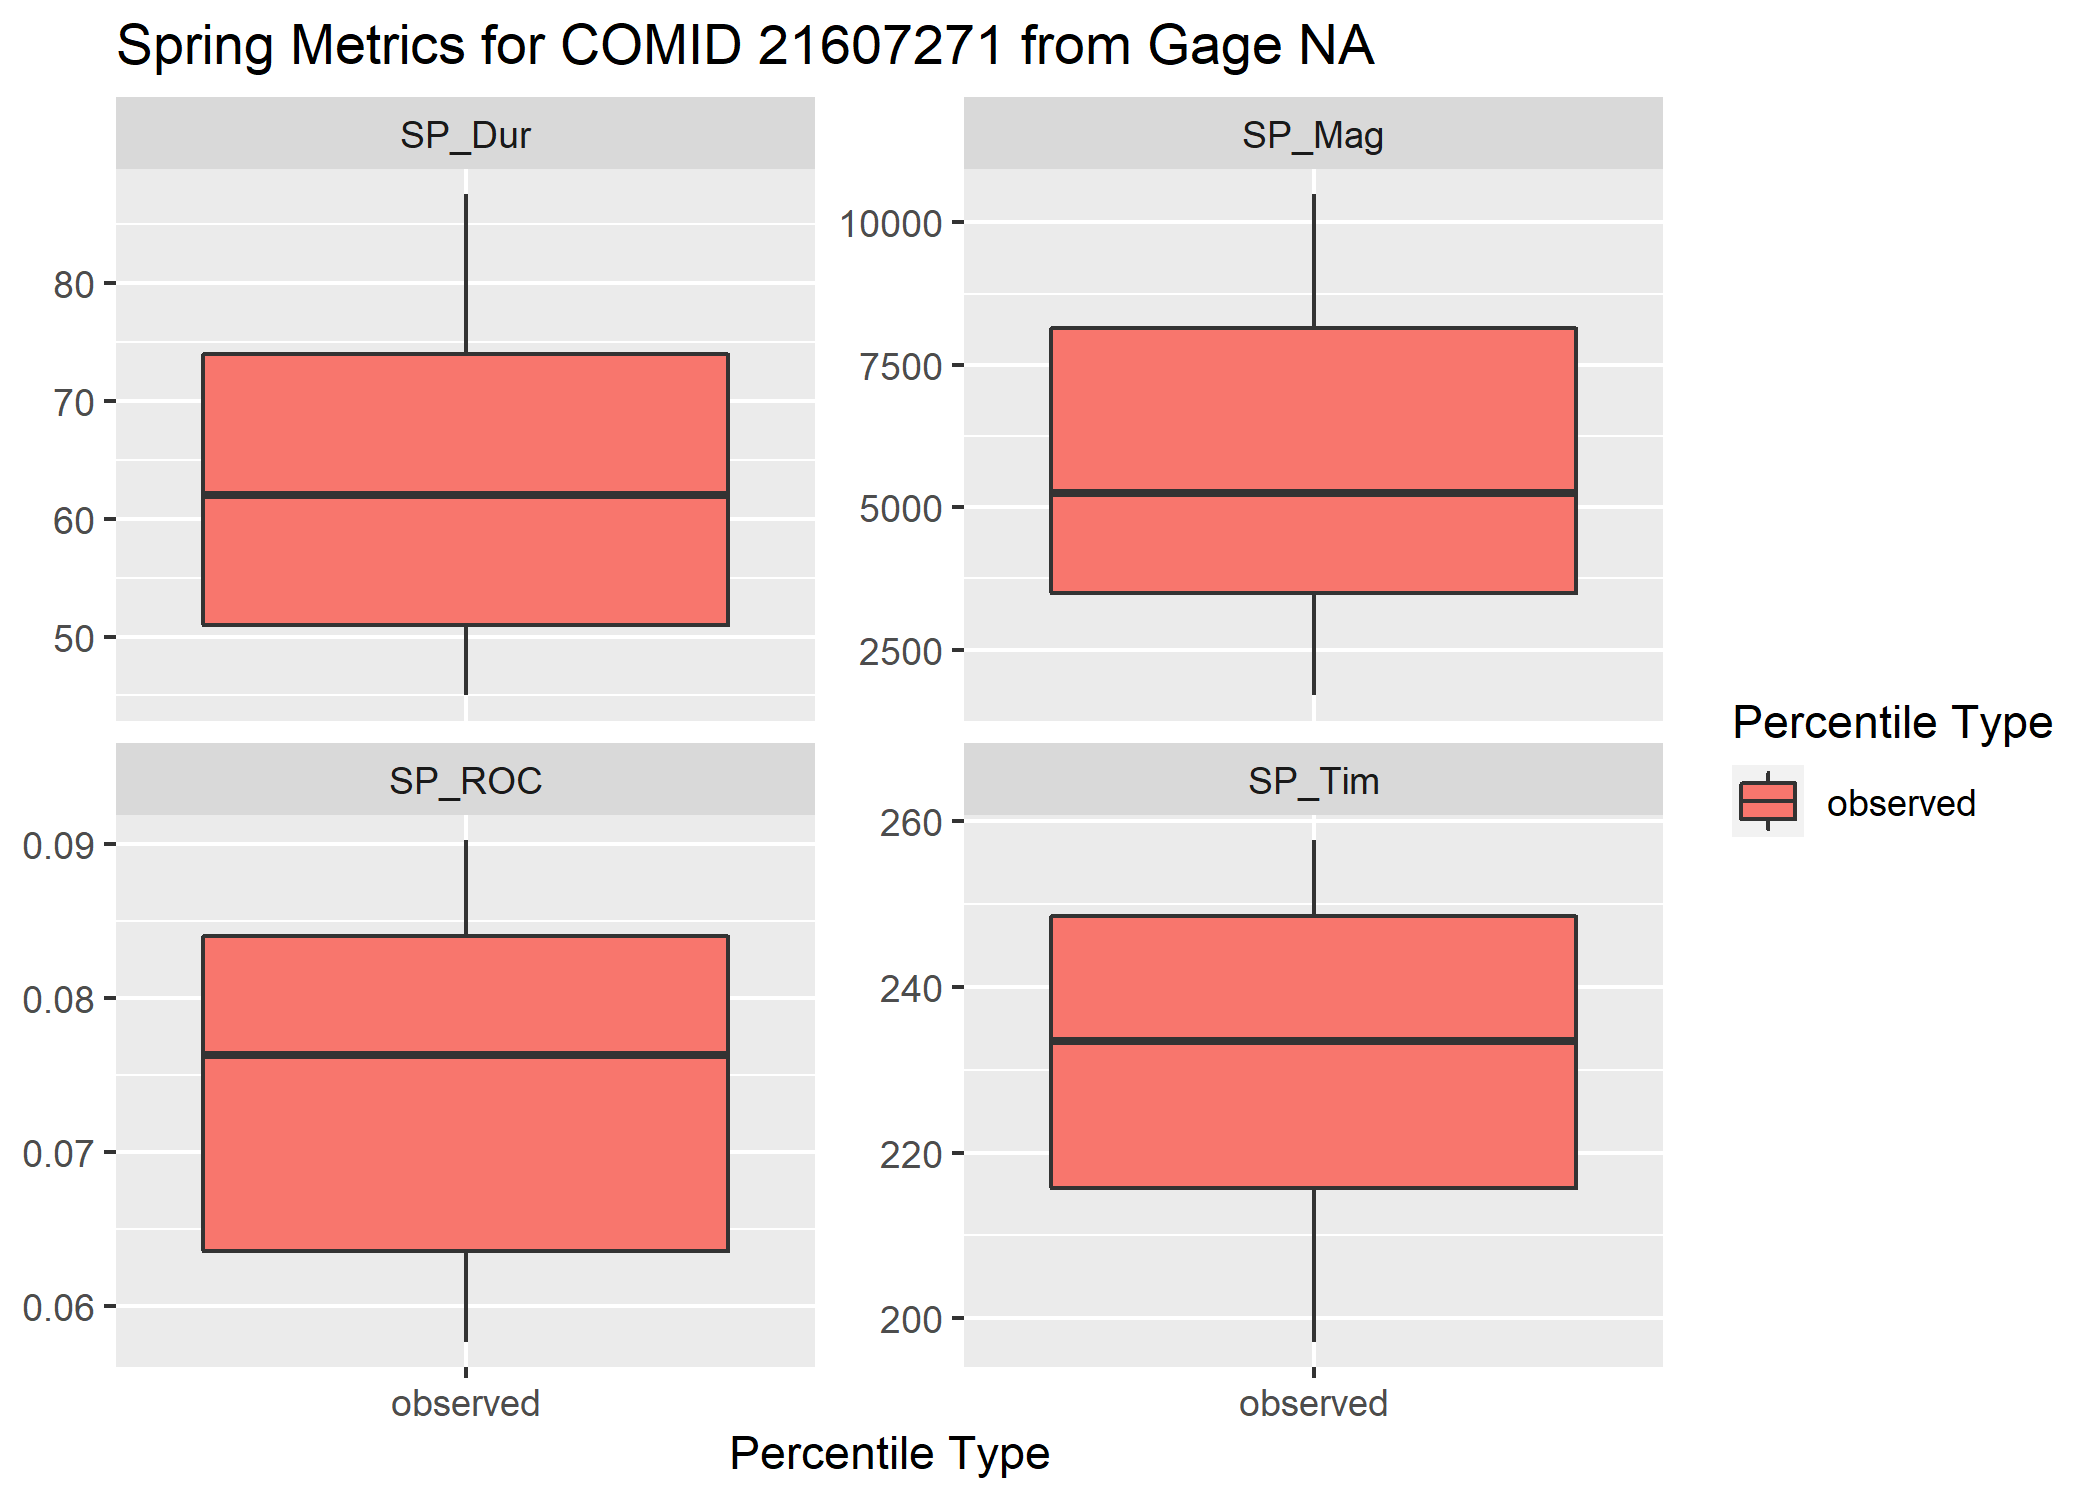 Spring Metrics for COMID 21607271 from Gage NA
SP_Dur
SP_Mag
80
70
60
50
10000
7500
5000
2500
SP_ROC
SP_Tim
0.09
0.08
0.07
0.06
260
240
220
200
observed
observed
Percentile Type
Percentile Type
observed